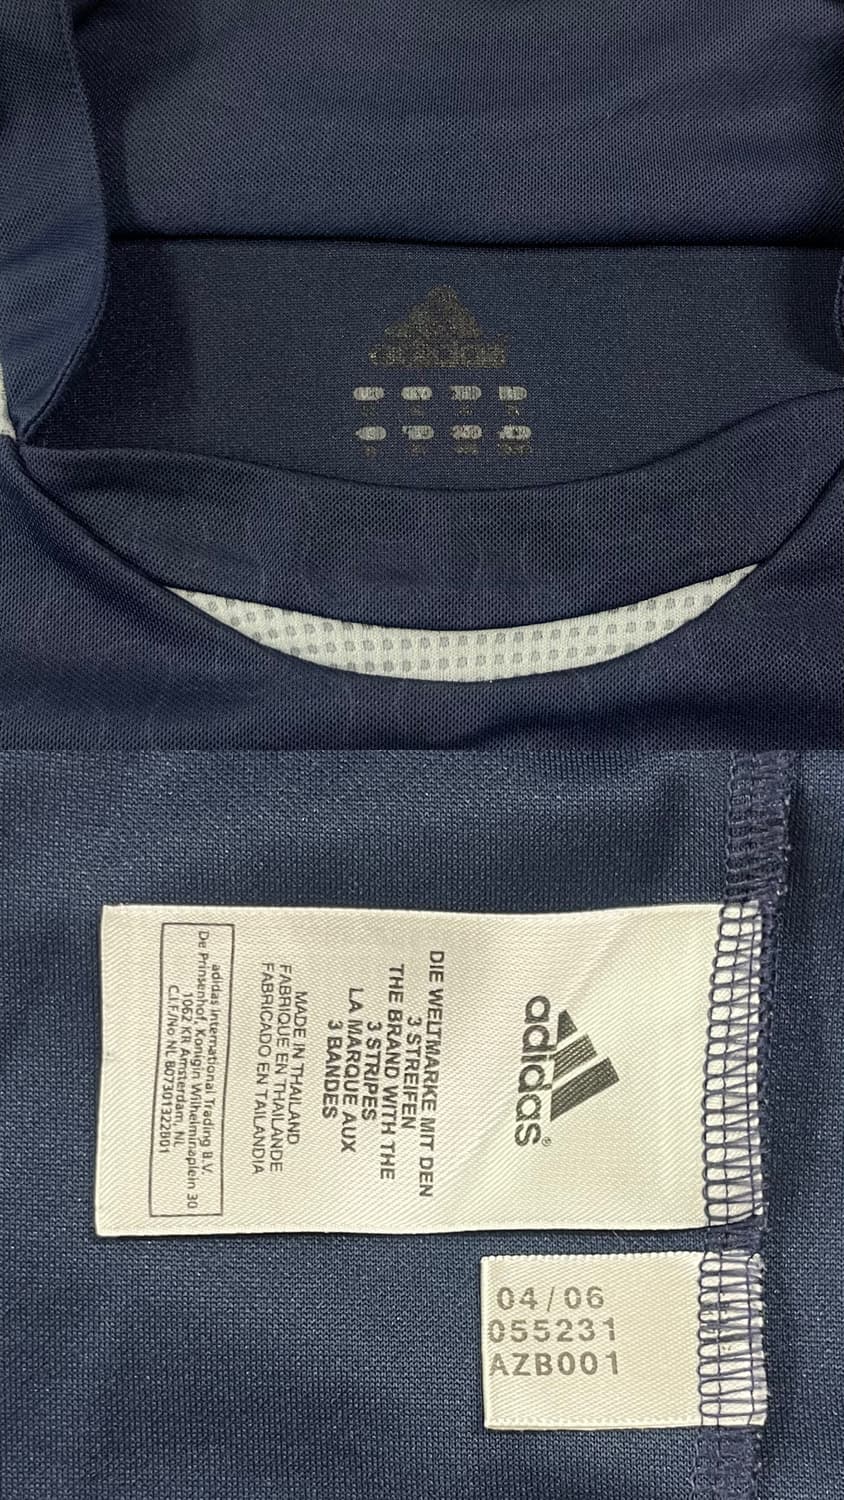 adidas
adidas®
DIE WELTMARKE MIT DEN
3 STREIFEN
THE BRAND WITH THE
3 STRIPES
LA MARQUE AUX
3 BANDES
MADE IN THAILAND
FABRIQUE EN THAILANDE
FABRICADO EN TAILANDIA
adidas International Trading B.V.
De Prinsenhof, Konigin Wilhelminaplein 30
1062 KR Amsterdam, NL
C.I.F./No NL 807301322B01
04/06
055231
AZB001